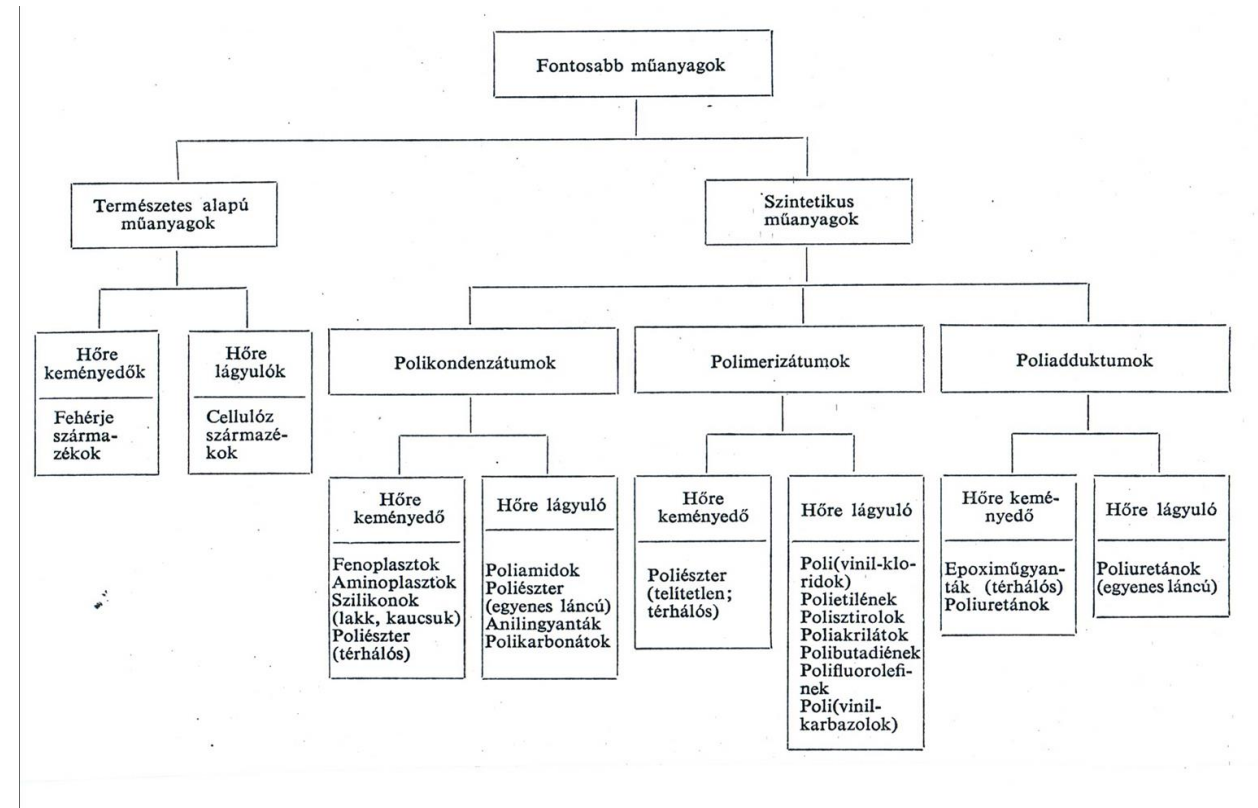 Fontosabb műanyagok
Természetes alapú
műanyagok
Szintetikus
műanyagok
Hőre
keményedők
Fehérje
szárma-
zékok
Hőre
lágyulók
Cellulóz
származé-
kok
Polikondenzátumok
Polimerizátumok
Poliadduktumok
Hőre
keményedő
Fenoplasztok
Aminoplasztok
Szilikonok
(lakk, kaucsuk)
Poliészter
(térhálós)
Hőre lágyuló
Poliamidok
Poliészter
(egyenes láncú)
Anilingyanták
Polikarbonátok
Hőre
keményedő
Poliészter
(telítetlen;
térhálós)
Hőre lágyuló
Poli(vinil-klo-
ridok)
Polietilének
Polisztirolok
Poliakrilátok
Polibutadiének
Polifluorolefi-
nek
Poli(vinil-
karbazolok)
Hőre kemé-
nyedő
Epoximűgyan-
ták (térhálós)
Poliuretánok
Hőre lágyuló
Poliuretánok
(egyenes láncú)